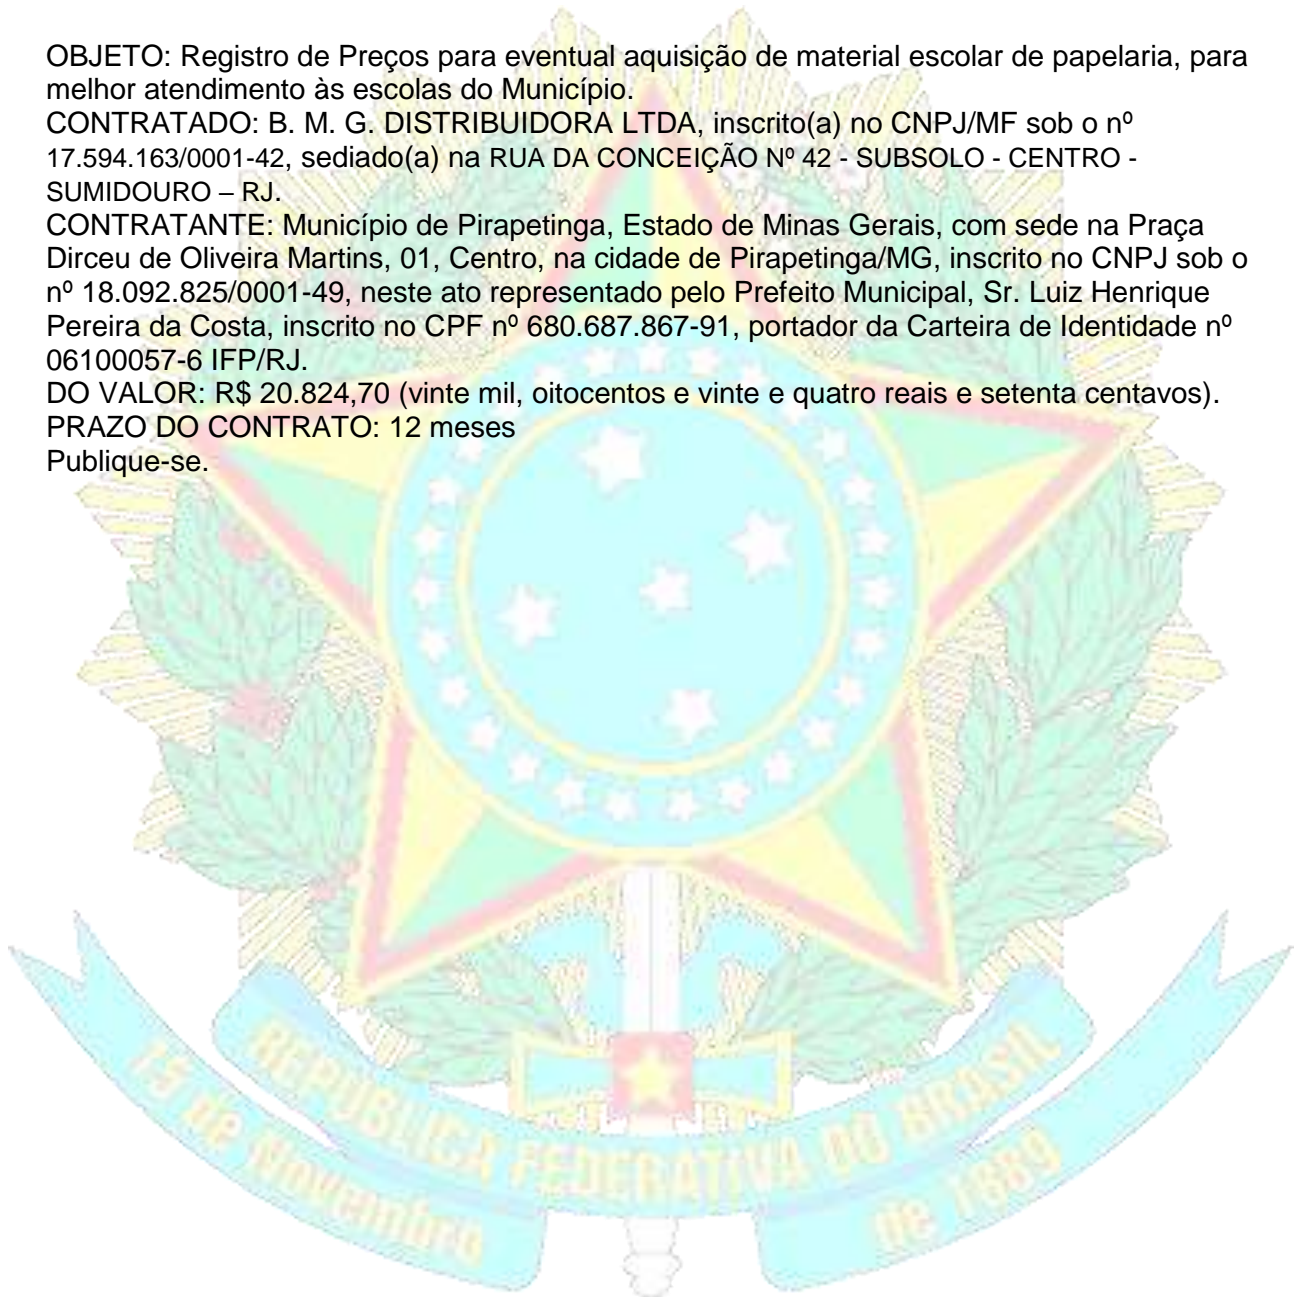 OBJETO: Registro de Preços para eventual aquisição de material escolar de papelaria, para
melhor atendimento às escolas do Município.
CONTRATADO: B. M. G. DISTRIBUIDORA LTDA, inscrito(a) no CNPJ/MF sob o nº
17.594.163/0001-42, sediado(a) na RUA DA CONCEIÇÃO Nº 42 - SUBSOLO - CENTRO -
SUMIDOURO – RJ.
CONTRATANTE: Município de Pirapetinga, Estado de Minas Gerais, com sede na Praça
Dirceu de Oliveira Martins, 01, Centro, na cidade de Pirapetinga/MG, inscrito no CNPJ sob o
nº 18.092.825/0001-49, neste ato representado pelo Prefeito Municipal, Sr. Luiz Henrique
Pereira da Costa, inscrito no CPF nº 680.687.867-91, portador da Carteira de Identidade nº
06100057-6 IFP/RJ.
DO VALOR: R$ 20.824,70 (vinte mil, oitocentos e vinte e quatro reais e setenta centavos).
PRAZO DO CONTRATO: 12 meses
Publique-se.
REPÚBLICA FEDERATIVA DO BRASIL
15 de Novembro de 1889